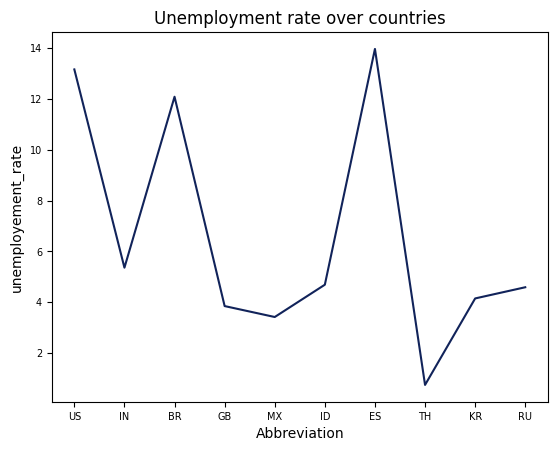 Unemployment rate over countries
14
12
10
8
6
4
2
unemployement_rate
US IN BR GB MX ID ES TH KR RU
Abbreviation